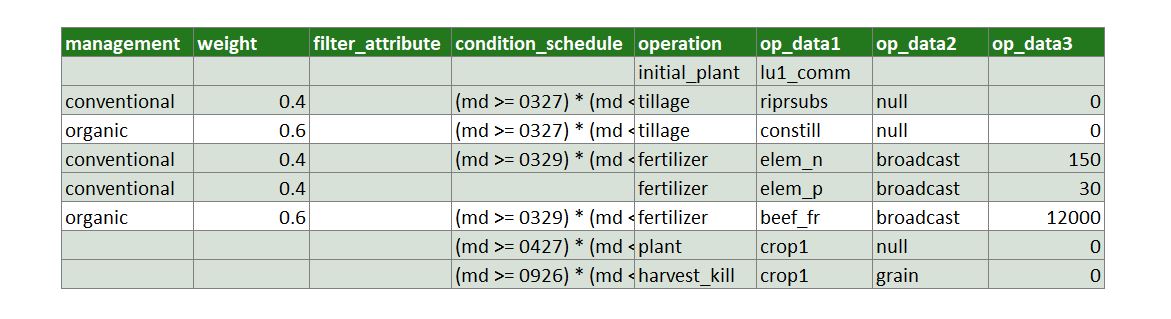 management weight filter_attribute condition_schedule operation op_data1 op_data2 op_data3
initial_plant lu1_comm
conventional 0.4 (md >= 0327) * (md < tillage riprsubs null 0
organic 0.6 (md >= 0327) * (md < tillage constill null 0
conventional 0.4 (md >= 0329) * (md < fertilizer elem_n broadcast 150
conventional 0.4 fertilizer elem_p broadcast 30
organic 0.6 (md >= 0329) * (md < fertilizer beef_fr broadcast 12000
(md >= 0427) * (md < plant crop1 null 0
(md >= 0926) * (md < harvest_kill crop1 grain 0